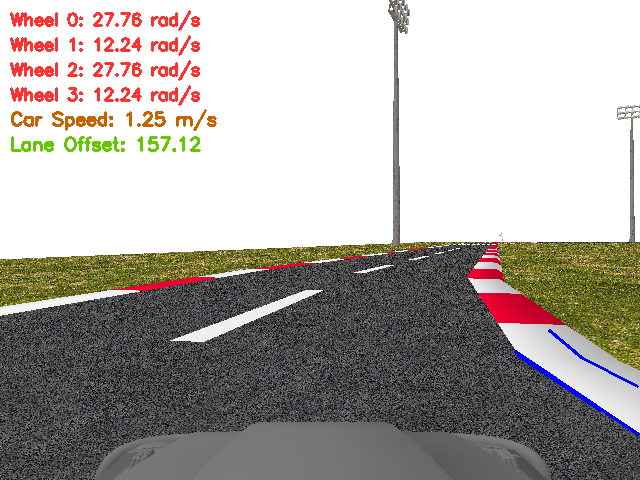 Wheel 0: 27.76 rad/s
Wheel 1: 12.24 rad/s
Wheel 2: 27.76 rad/s
Wheel 3: 12.24 rad/s
Car Speed: 1.25 m/s
Lane Offset: 157.12